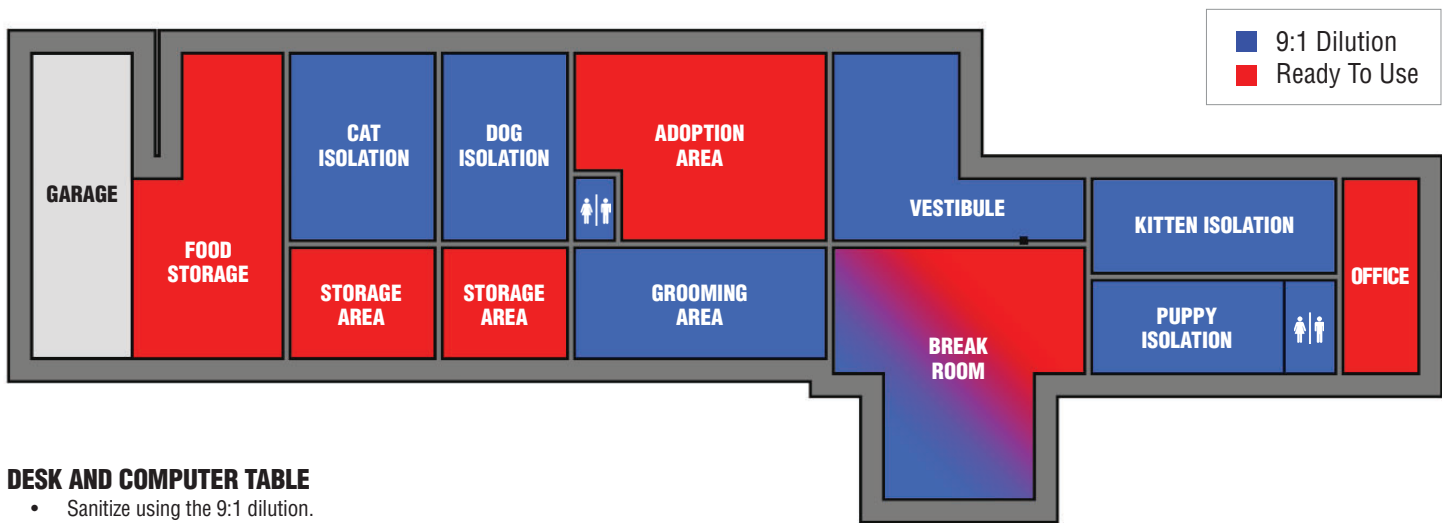 9:1 Dilution
Ready To Use
GARAGE
FOOD
STORAGE
CAT
ISOLATION
DOG
ISOLATION
ADOPTION
AREA
VESTIBULE
KITTEN ISOLATION
OFFICE
STORAGE
AREA
STORAGE
AREA
GROOMING
AREA
BREAK
ROOM
PUPPY
ISOLATION
DESK AND COMPUTER TABLE
• Sanitize using the 9:1 dilution.